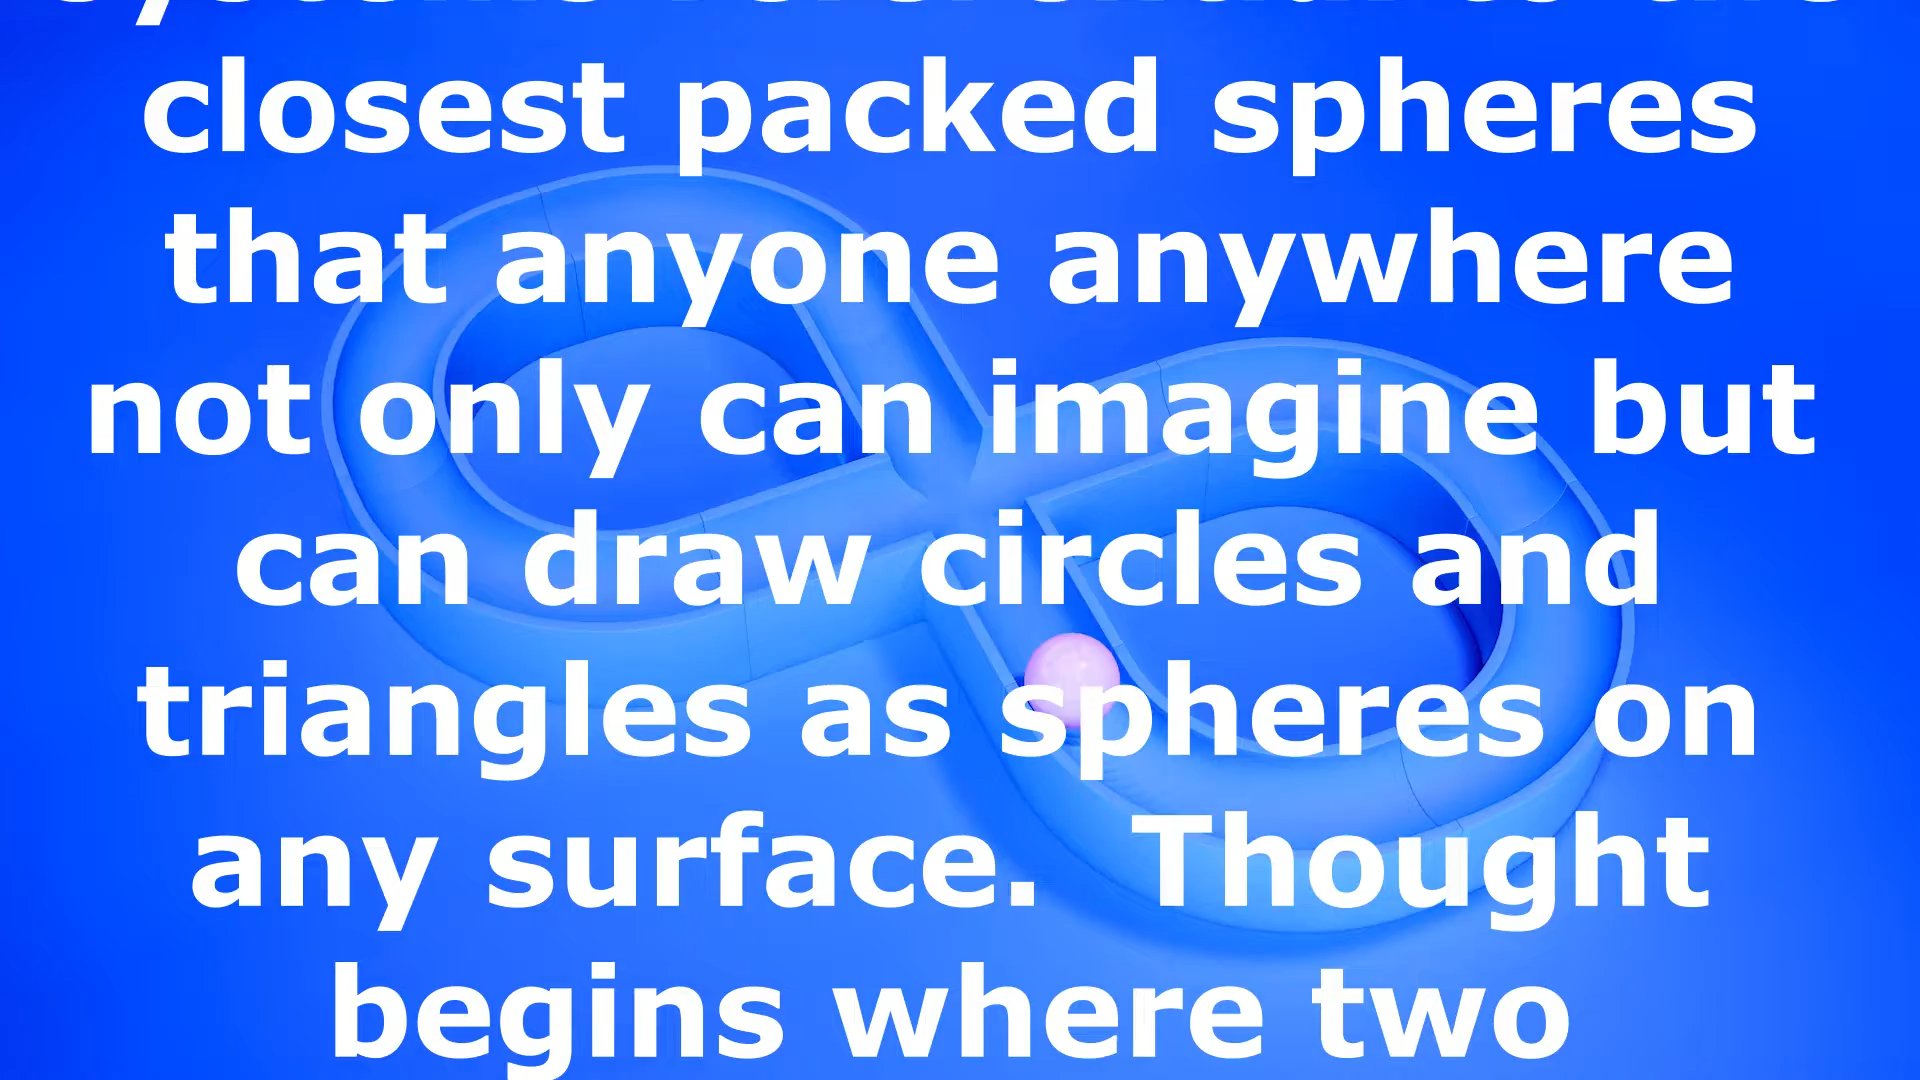 closest packed spheres
that anyone anywhere
not only can imagine but
can draw circles and
triangles as spheres on
any surface.  Thought
begins where two